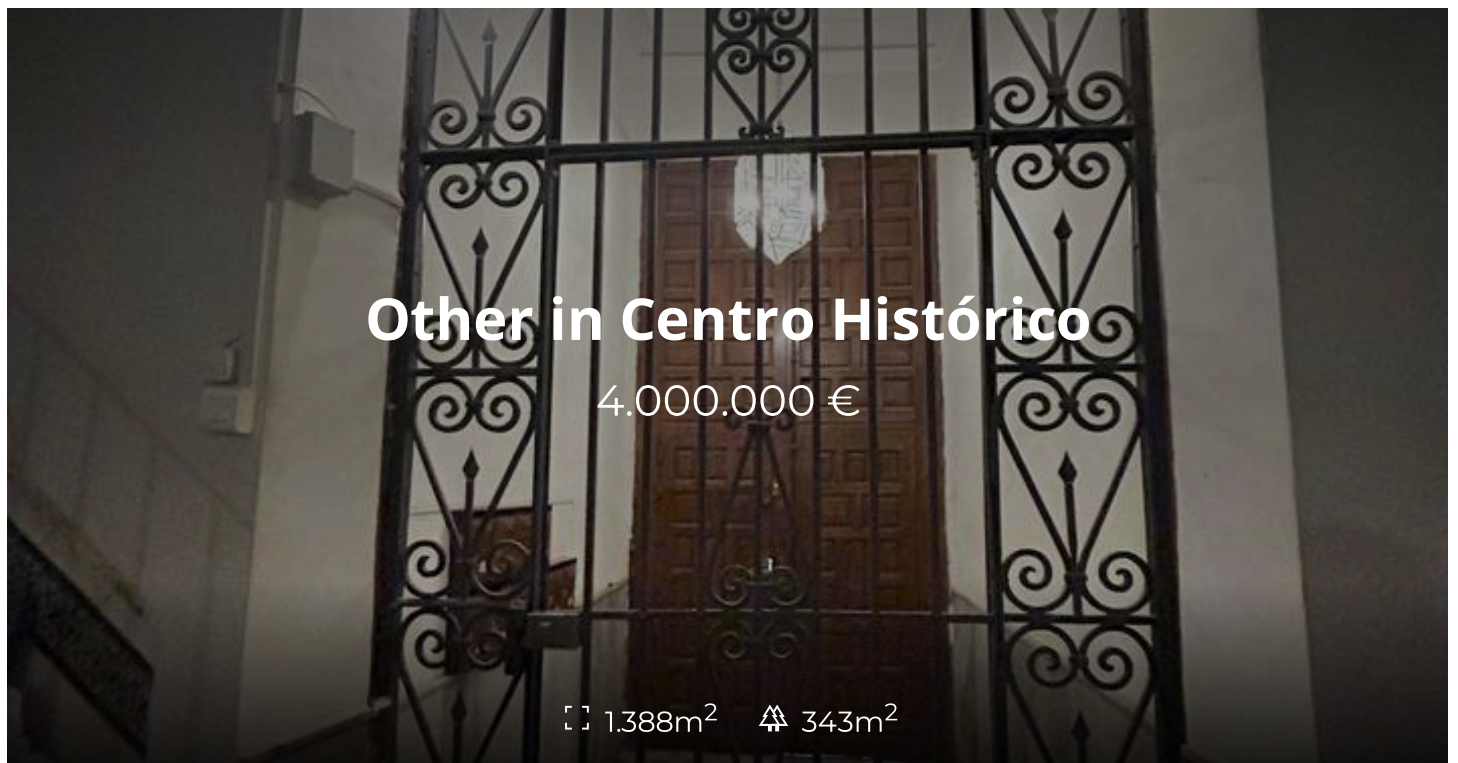 Other in Centro Histórico
4.000.000 €
1.388m² 343m²